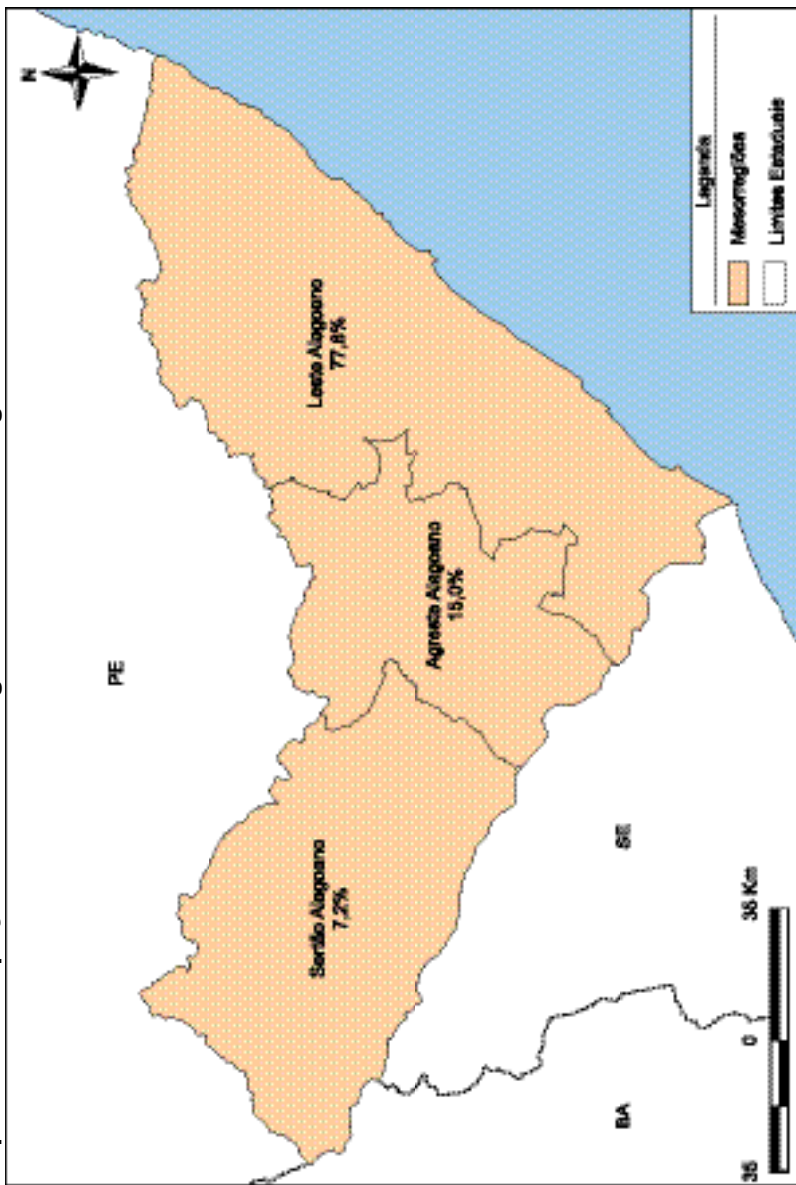 N
PE
Leste Alagoano
77,8%
Agreste Alagoano
15,0%
Sertão Alagoano
7,2%
SE
BA
35
0
35 Km
Legenda
Mesorregiões
Limites Estaduais